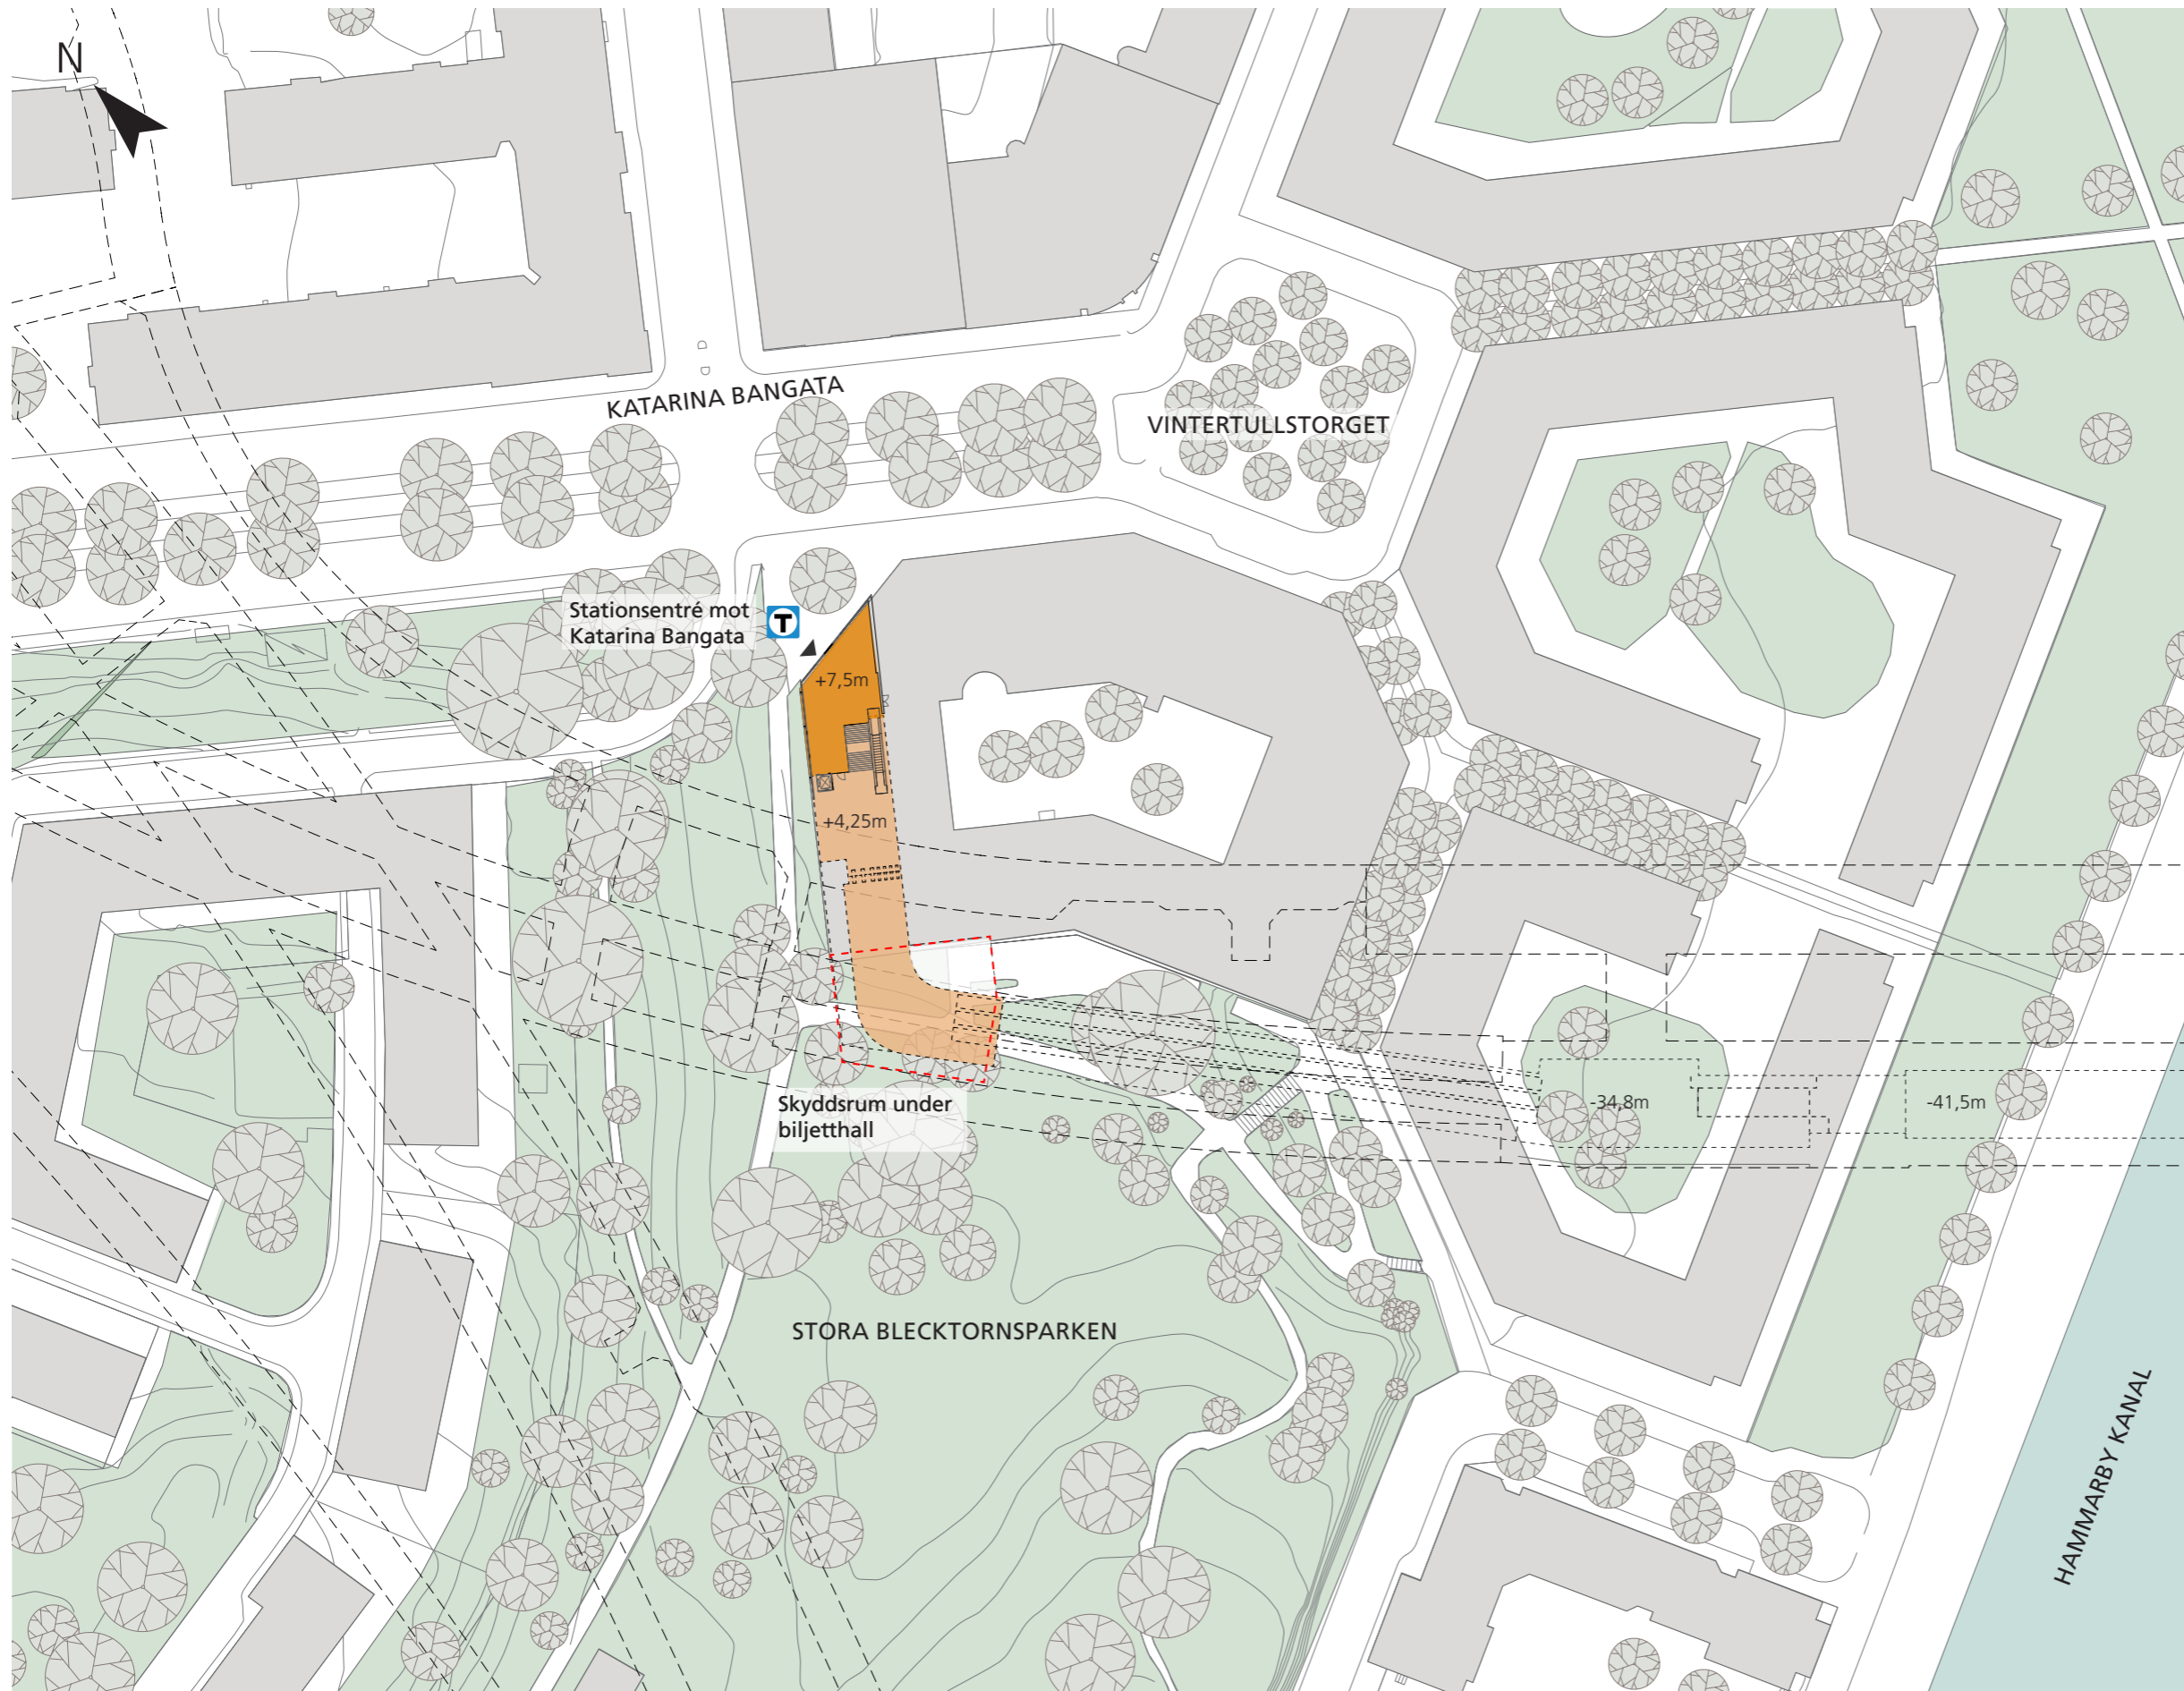 N
KATARINA BANGATA
VINTERTULLSTORGET
Stationsentré mot
Katarina Bangata
T
+7,5m
+4,25m
Skyddsrum under
biljetthall
-34,8m
-41,5m
STORA BLECKTORNSPARKEN
HAMMARBY KANAL